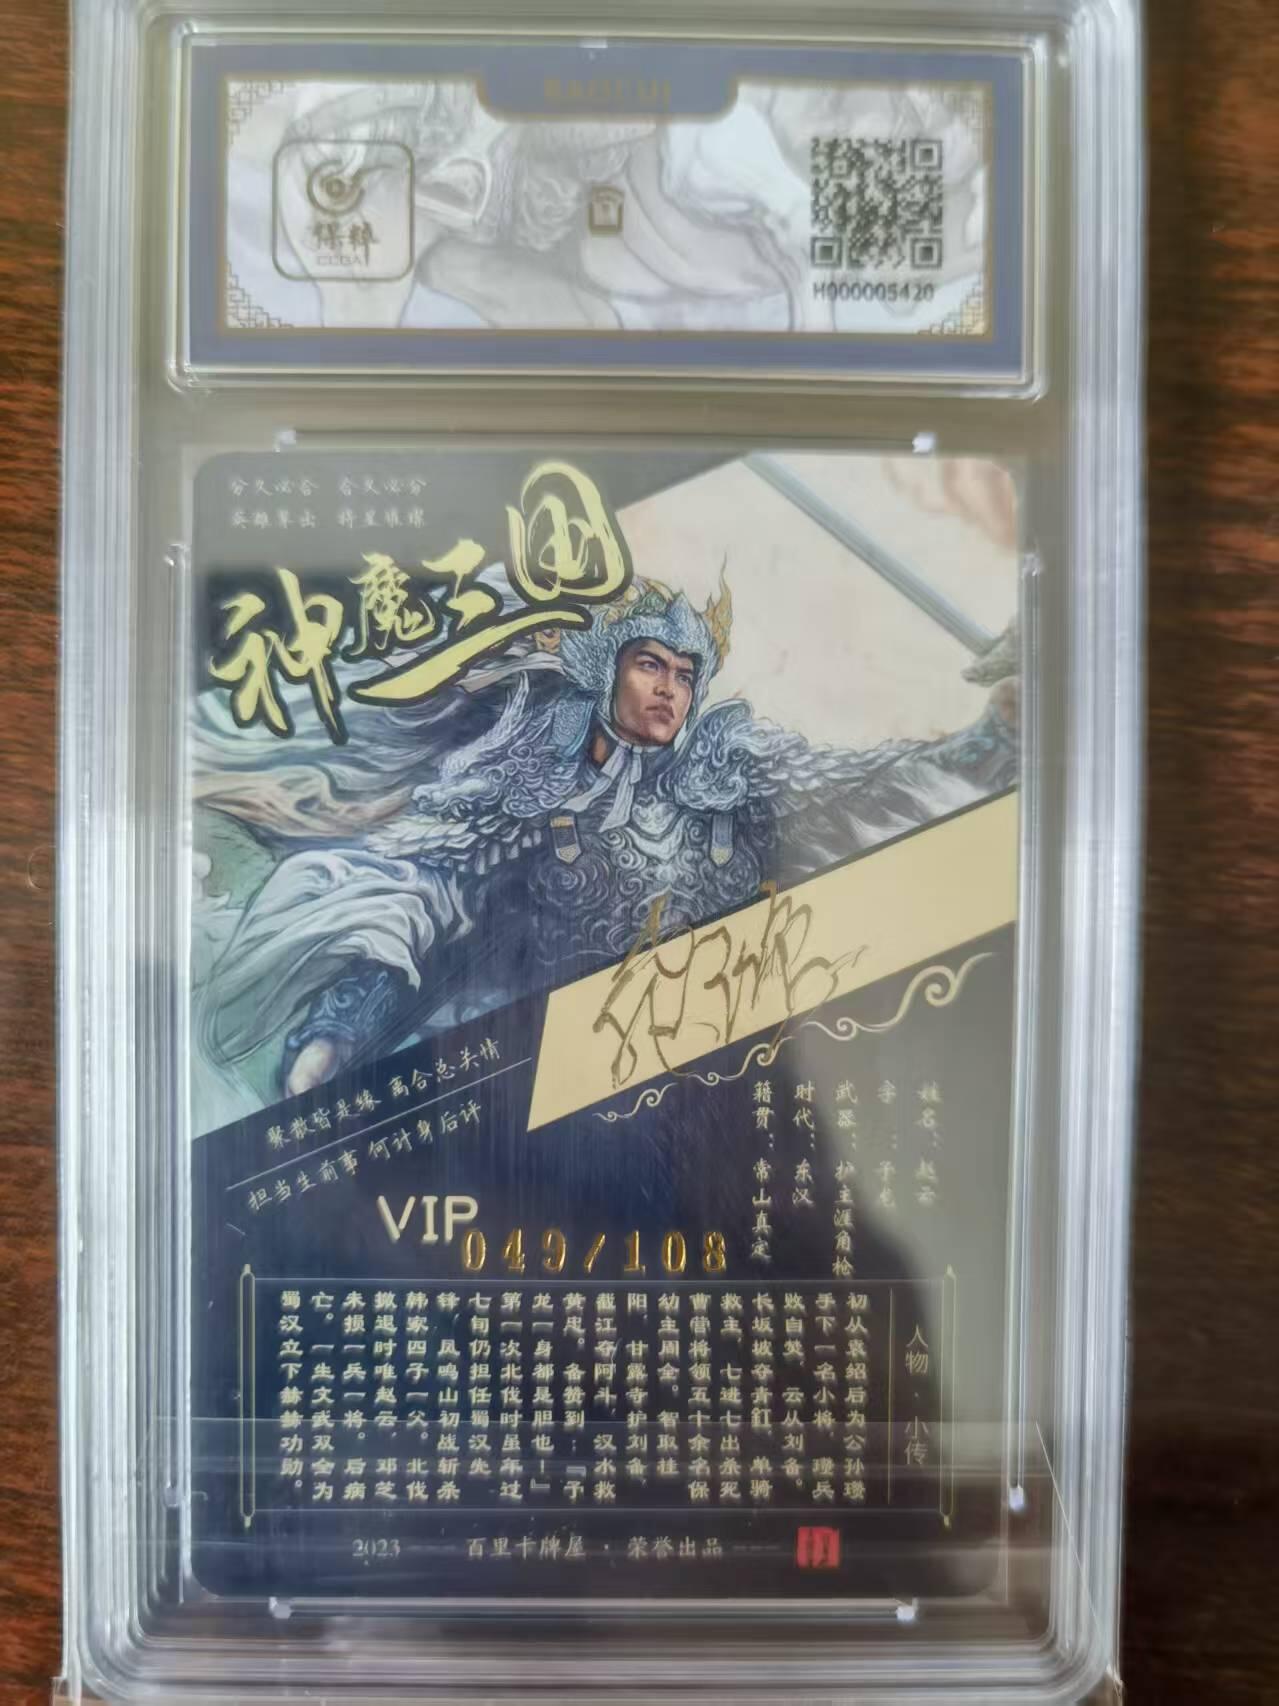 保粹
CCGA
H000005420
分久必合 合久必分
英雄辈出 将星璀璨
神魔三国
聚散皆是缘 离合总关情
担当生前事 何计身后评
姓名：赵云
字：子龙
武器：护主涯角枪
时代：东汉
籍贯：常山真定
VIP
049/108
人物·小传
初从袁绍后为公孙瓒
手下一名小将，瓒兵
败自焚，云从刘备。
长坂坡夺青釭，单骑
救主，七进七出杀死
曹营将领五十余名保
幼主周全。智取桂
阳，甘露寺护刘备，
截江夺阿斗，汉水救
黄忠。备赞到：『子
龙一身都是胆也！』
第一次北伐时虽年过
七旬仍担任蜀汉先
锋，凤鸣山初战斩杀
韩家四子一父。北伐
撤退时唯赵云，邓芝
未损一兵一将。后病
亡。一生文武双全为
蜀汉立下赫赫功勋。
2023 —— 百里卡牌屋·荣誉出品 ——